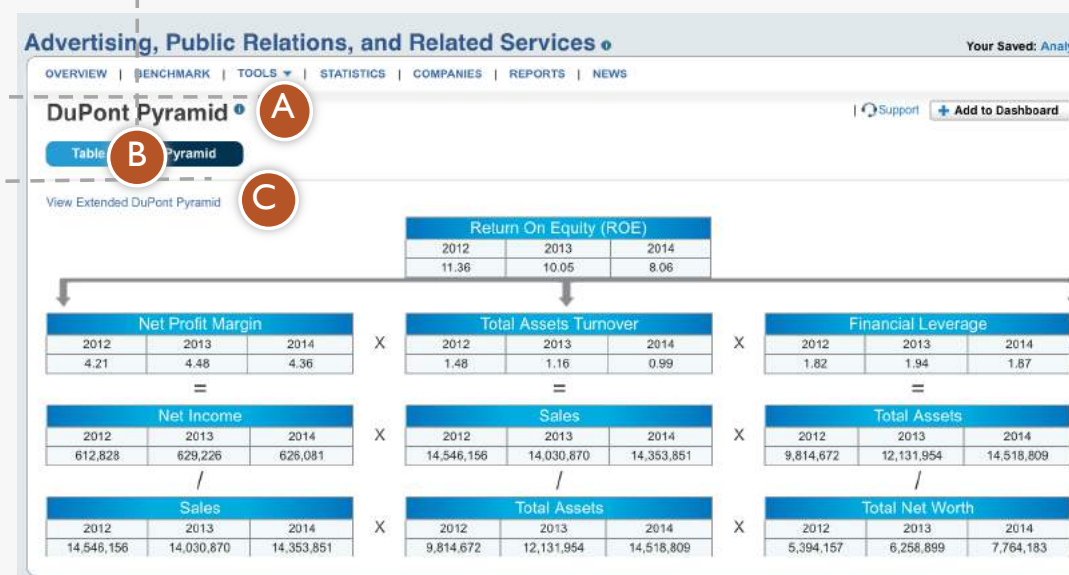 Advertising, Public Relations, and Related Services
Your Saved:
OVERVIEW | BENCHMARK | TOOLS | STATISTICS | COMPANIES | REPORTS | NEWS
DuPont Pyramid A | Support + Add to Dashboard
Table B Pyramid
View Extended DuPont Pyramid C
Return On Equity (ROE)
2012 2013 2014
11.36 10.05 8.06
Net Profit Margin Total Assets Turnover Financial Leverage
2012 2013 2014 X 2012 2013 2014 X 2012 2013 2014
4.21 4.48 4.36 1.48 1.16 0.99 1.82 1.94 1.87
= = =
Net Income Sales Total Assets
2012 2013 2014 X 2012 2013 2014 X 2012 2013 2014
612,828 629,226 626,081 14,546,156 14,030,870 14,353,851 9,814,672 12,131,954 14,518,809
/ / /
Sales Total Assets Total Net Worth
2012 2013 2014 X 2012 2013 2014 X 2012 2013 2014
14,546,156 14,030,870 14,353,851 9,814,672 12,131,954 14,518,809 5,394,157 6,258,899 7,764,183